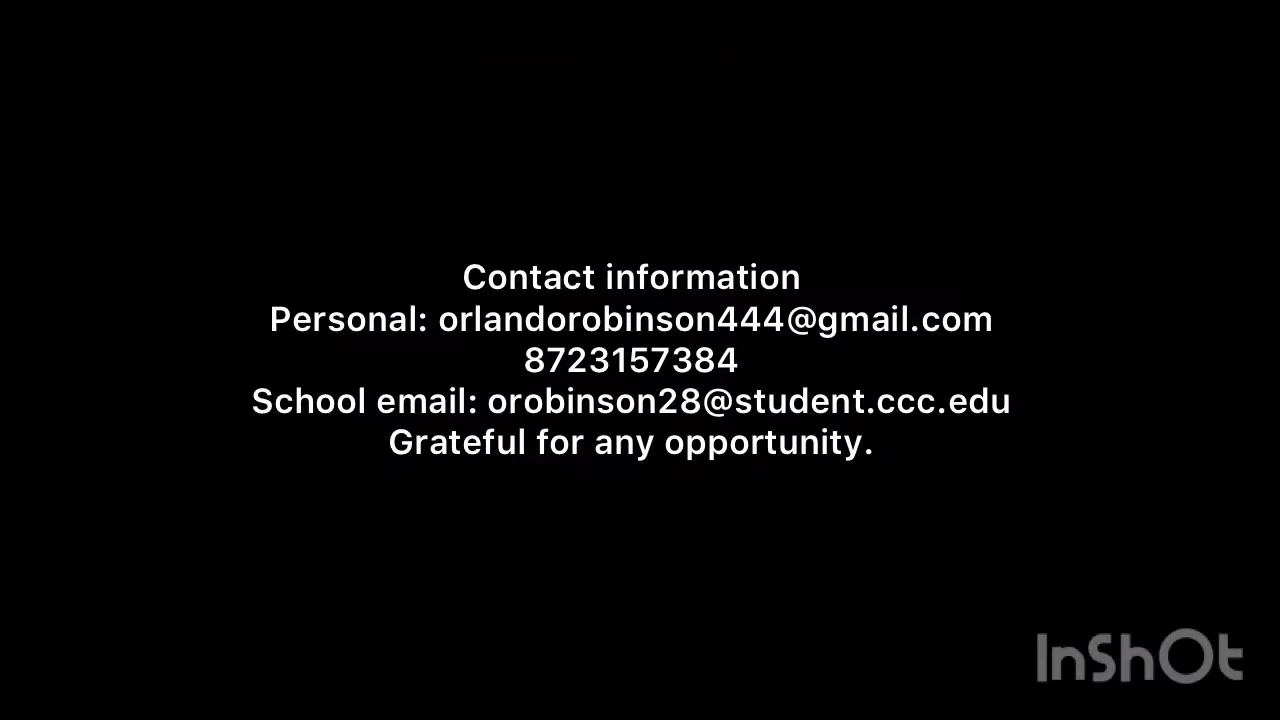 Contact information
Personal: orlandorobinson444@gmail.com
8723157384
School email: orobinson28@student.ccc.edu
Grateful for any opportunity.
InShOt